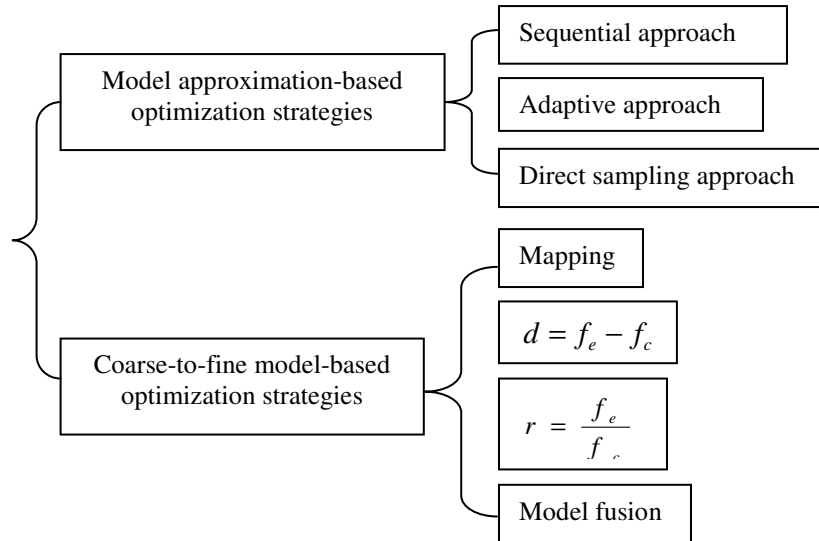 Sequential approach
Model approximation-based
optimization strategies
Adaptive approach
Direct sampling approach
Mapping
d = f_e − f_c
Coarse-to-fine model-based
optimization strategies
r = f_e / f_c
Model fusion